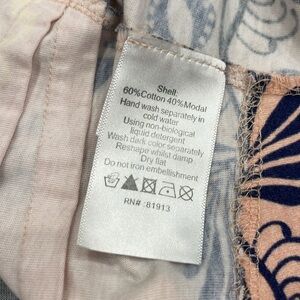 Shell:
60%Cotton 40%Modal
Hand wash separately in
cold water
Using non-biological
liquid detergent
Wash dark color separately
Reshape whilst damp
Dry flat
Do not iron embellishment
RN# :81913